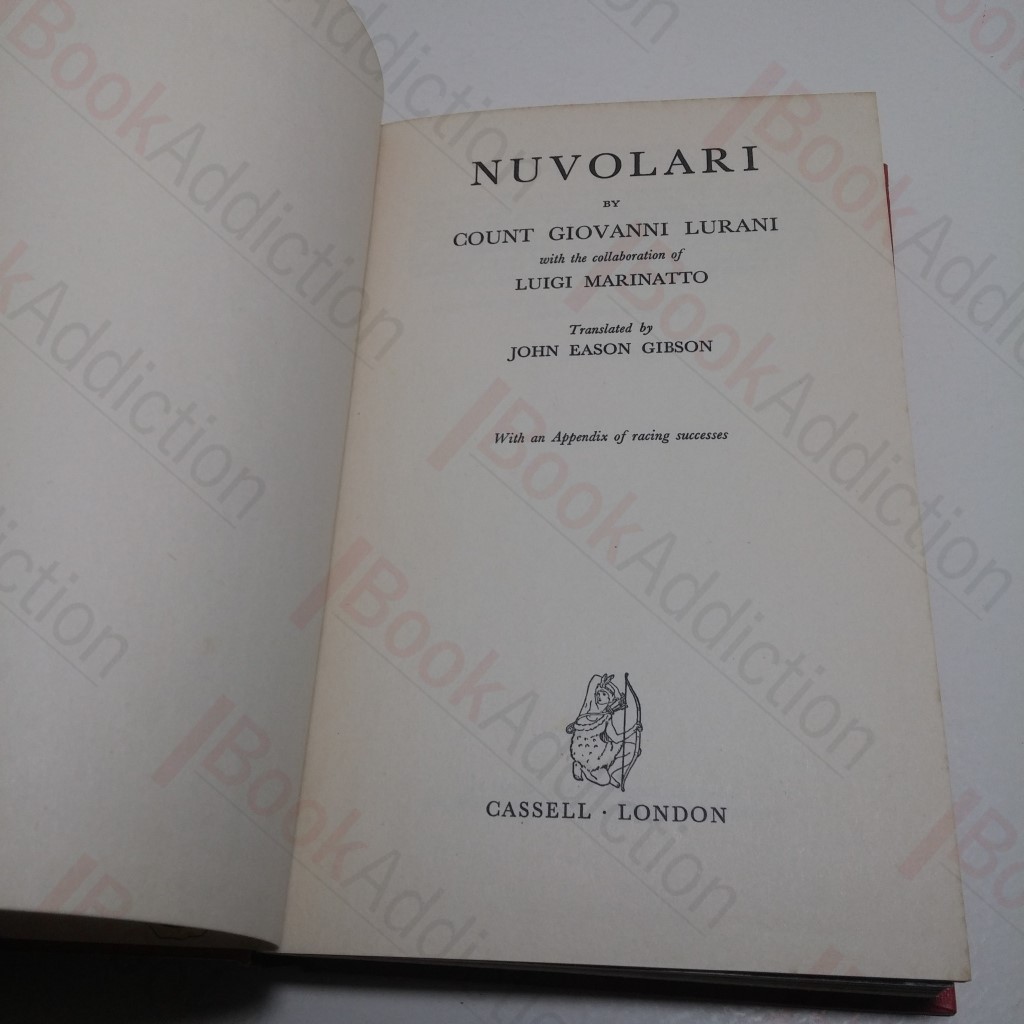 NUVOLARI
BY
COUNT GIOVANNI LURANI
with the collaboration of
LUIGI MARINATTO
Translated by
JOHN EASON GIBSON
With an Appendix of racing successes
CASSELL · LONDON
BookAddiction